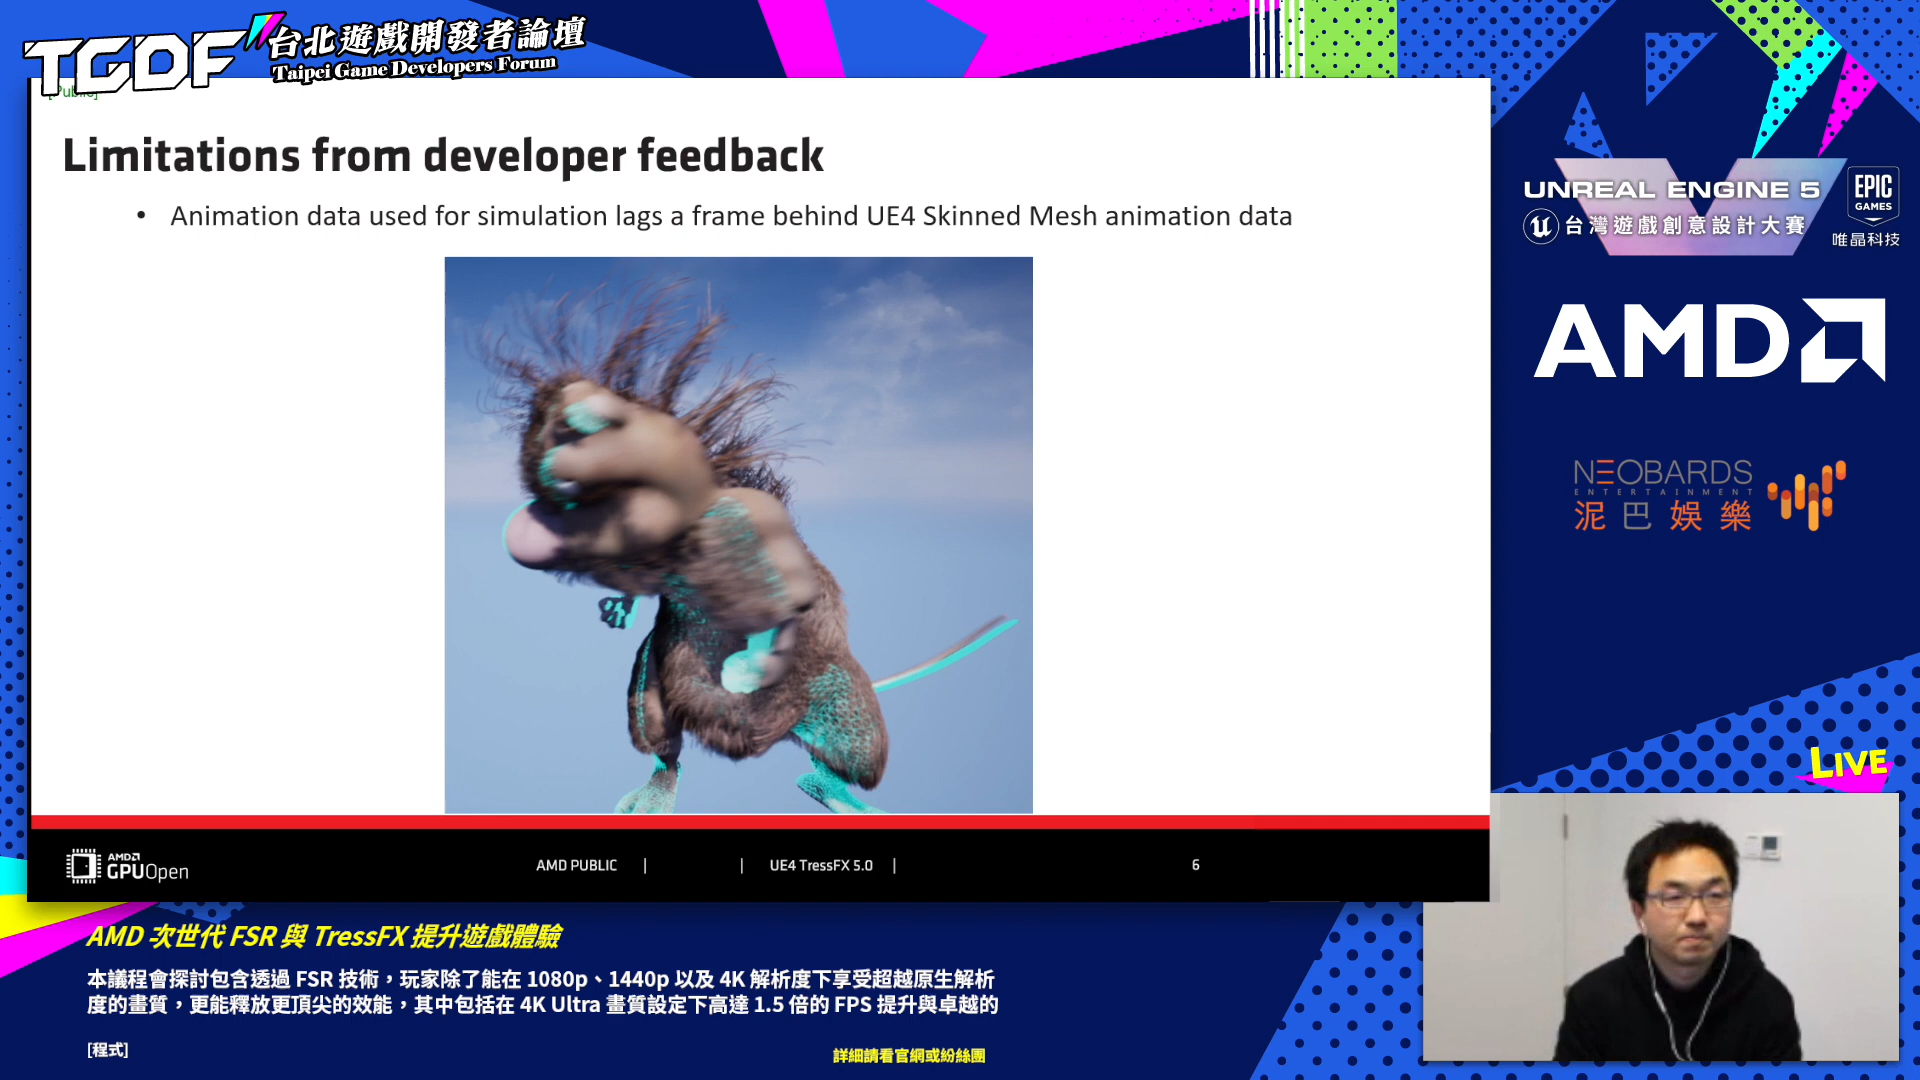 TGDF 台北遊戲開發者論壇
Taipei Game Developers Forum
[Public]
Limitations from developer feedback
• Animation data used for simulation lags a frame behind UE4 Skinned Mesh animation data
AMD GPUOpen
AMD PUBLIC | | UE4 TressFX 5.0 | 6
UNREAL ENGINE 5
台灣遊戲創意設計大賽
EPIC GAMES
唯晶科技
AMD
NEOBARDS
ENTERTAINMENT
泥巴娛樂
LIVE
AMD 次世代 FSR 與 TressFX 提升遊戲體驗
本議程會探討包含透過 FSR 技術，玩家除了能在 1080p、1440p 以及 4K 解析度下享受超越原生解析
度的畫質，更能釋放更頂尖的效能，其中包括在 4K Ultra 畫質設定下高達 1.5 倍的 FPS 提升與卓越的
[程式]
詳細請看官網或紛絲團